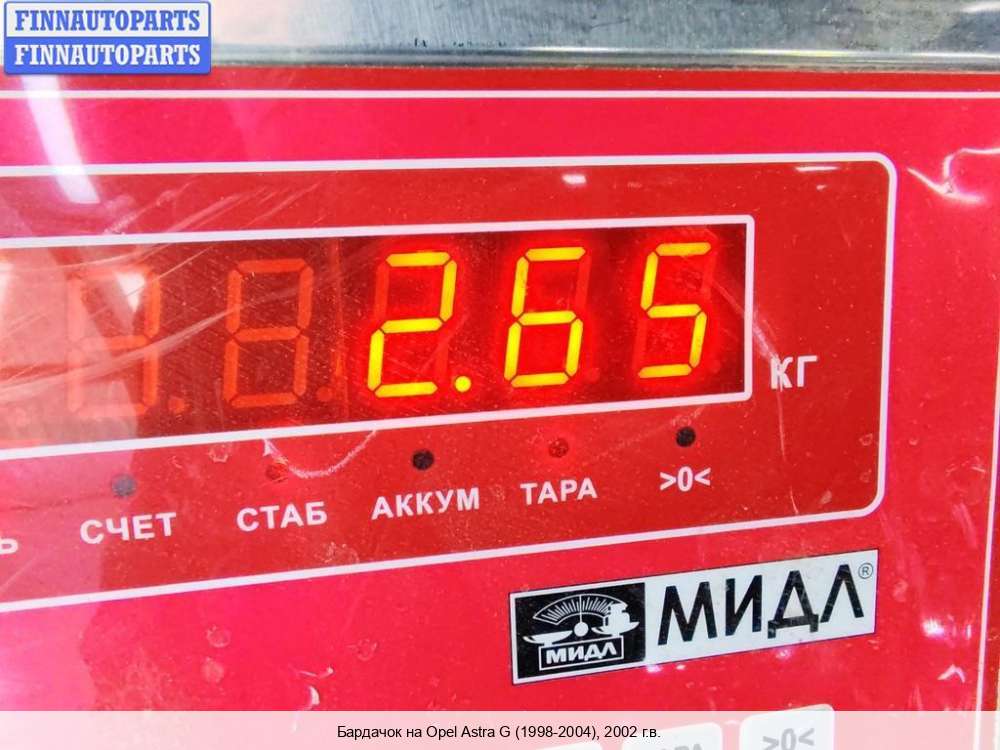 FINNAUTOPARTS
FINNAUTOPARTS
2.65
КГ
Ь СЧЕТ СТАБ АККУМ ТАРА >0<
МИДЛ®
МИДЛ
>0<
Бардачок на Opel Astra G (1998-2004), 2002 г.в.